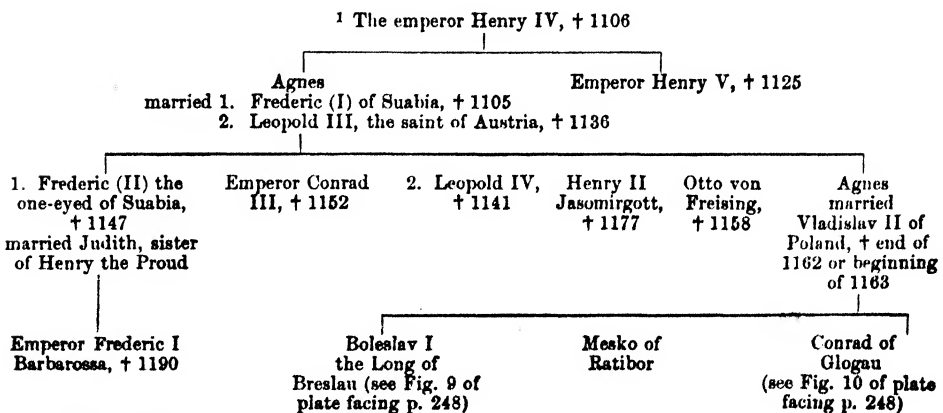 ¹ The emperor Henry IV, † 1106
Agnes
married 1. Frederic (I) of Suabia, † 1105
2. Leopold III, the saint of Austria, † 1136
Emperor Henry V, † 1125
1. Frederic (II) the
one-eyed of Suabia,
† 1147
married Judith, sister
of Henry the Proud
Emperor Conrad
III, † 1152
2. Leopold IV,
† 1141
Henry II
Jasomirgott,
† 1177
Otto von
Freising,
† 1158
Agnes
married
Vladislav II of
Poland, † end of
1162 or beginning
of 1163
Emperor Frederic I
Barbarossa, † 1190
Boleslav I
the Long of
Breslau (see Fig. 9 of
plate facing p. 248)
Mesko of
Ratibor
Conrad of
Glogau
(see Fig. 10 of plate
facing p. 248)